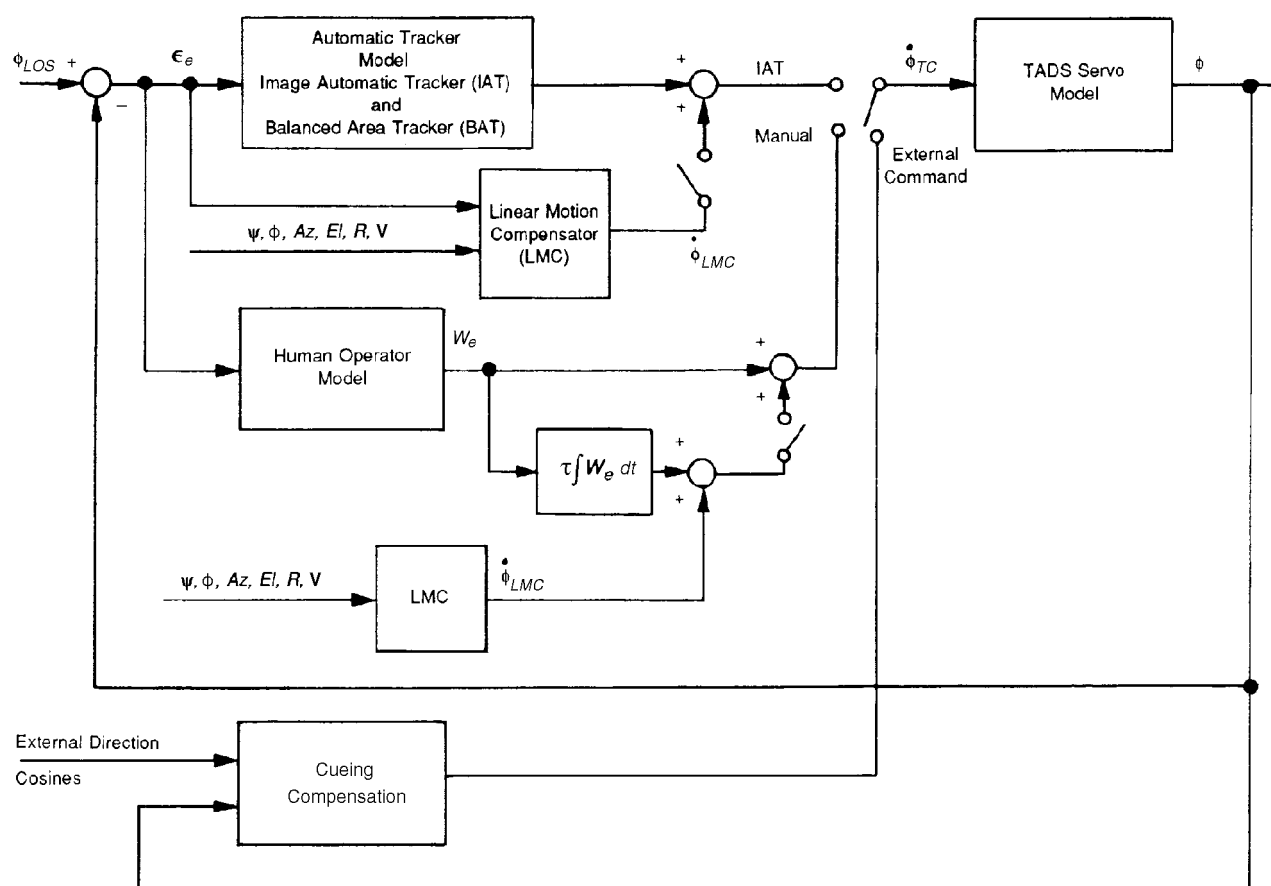 ϕLOS
+
−
ϵe
Automatic Tracker
Model
Image Automatic Tracker (IAT)
and
Balanced Area Tracker (BAT)
+
+
IAT
Manual
External
Command
ϕ̇TC
TADS Servo
Model
ϕ
Linear Motion
Compensator
(LMC)
ψ, ϕ, Az, El, R, V
ϕ̇LMC
Human Operator
Model
We
+
+
τ∫We dt
+
+
ψ, ϕ, Az, El, R, V
LMC
ϕ̇LMC
External Direction
Cosines
Cueing
Compensation